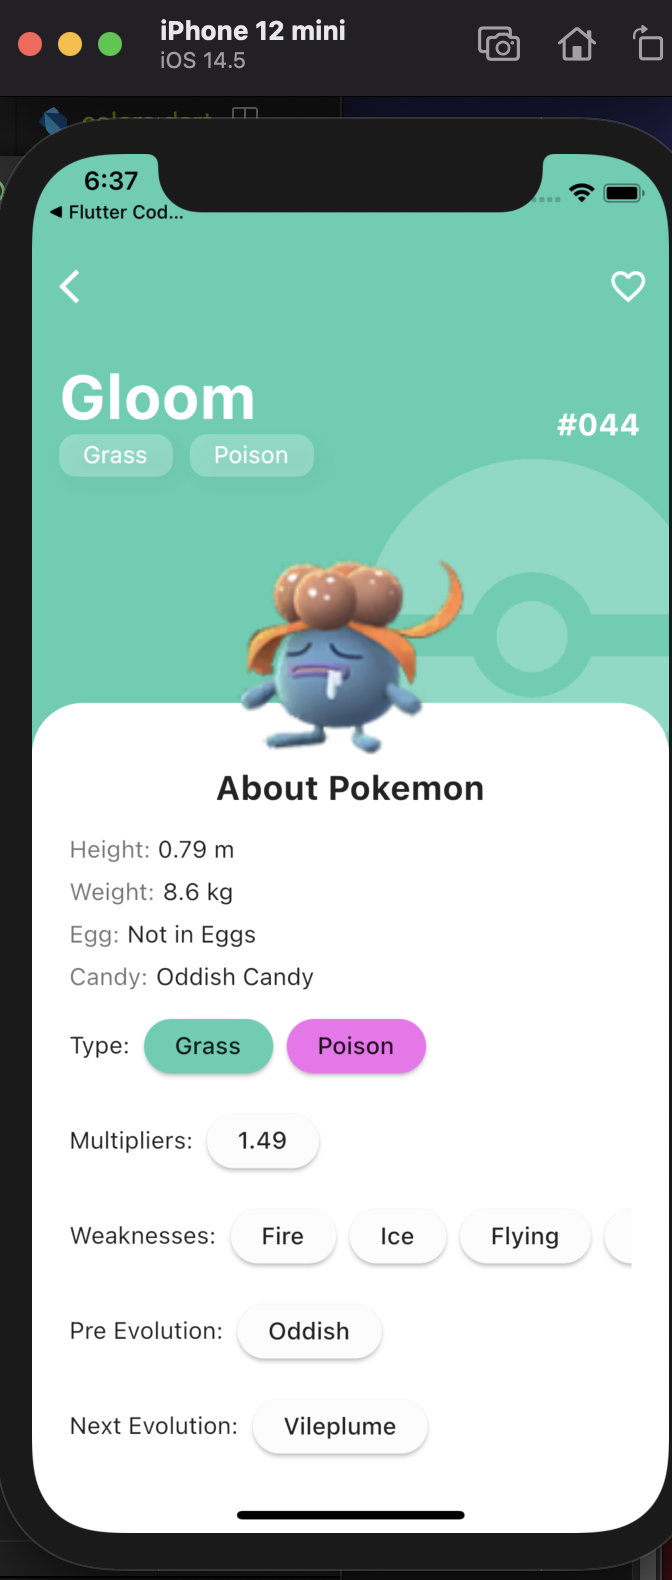 iPhone 12 mini
iOS 14.5
colors.dart
6:37
◀ Flutter Cod...
Gloom
#044
Grass Poison
About Pokemon
Height: 0.79 m
Weight: 8.6 kg
Egg: Not in Eggs
Candy: Oddish Candy
Type: Grass Poison
Multipliers: 1.49
Weaknesses: Fire Ice Flying
Pre Evolution: Oddish
Next Evolution: Vileplume